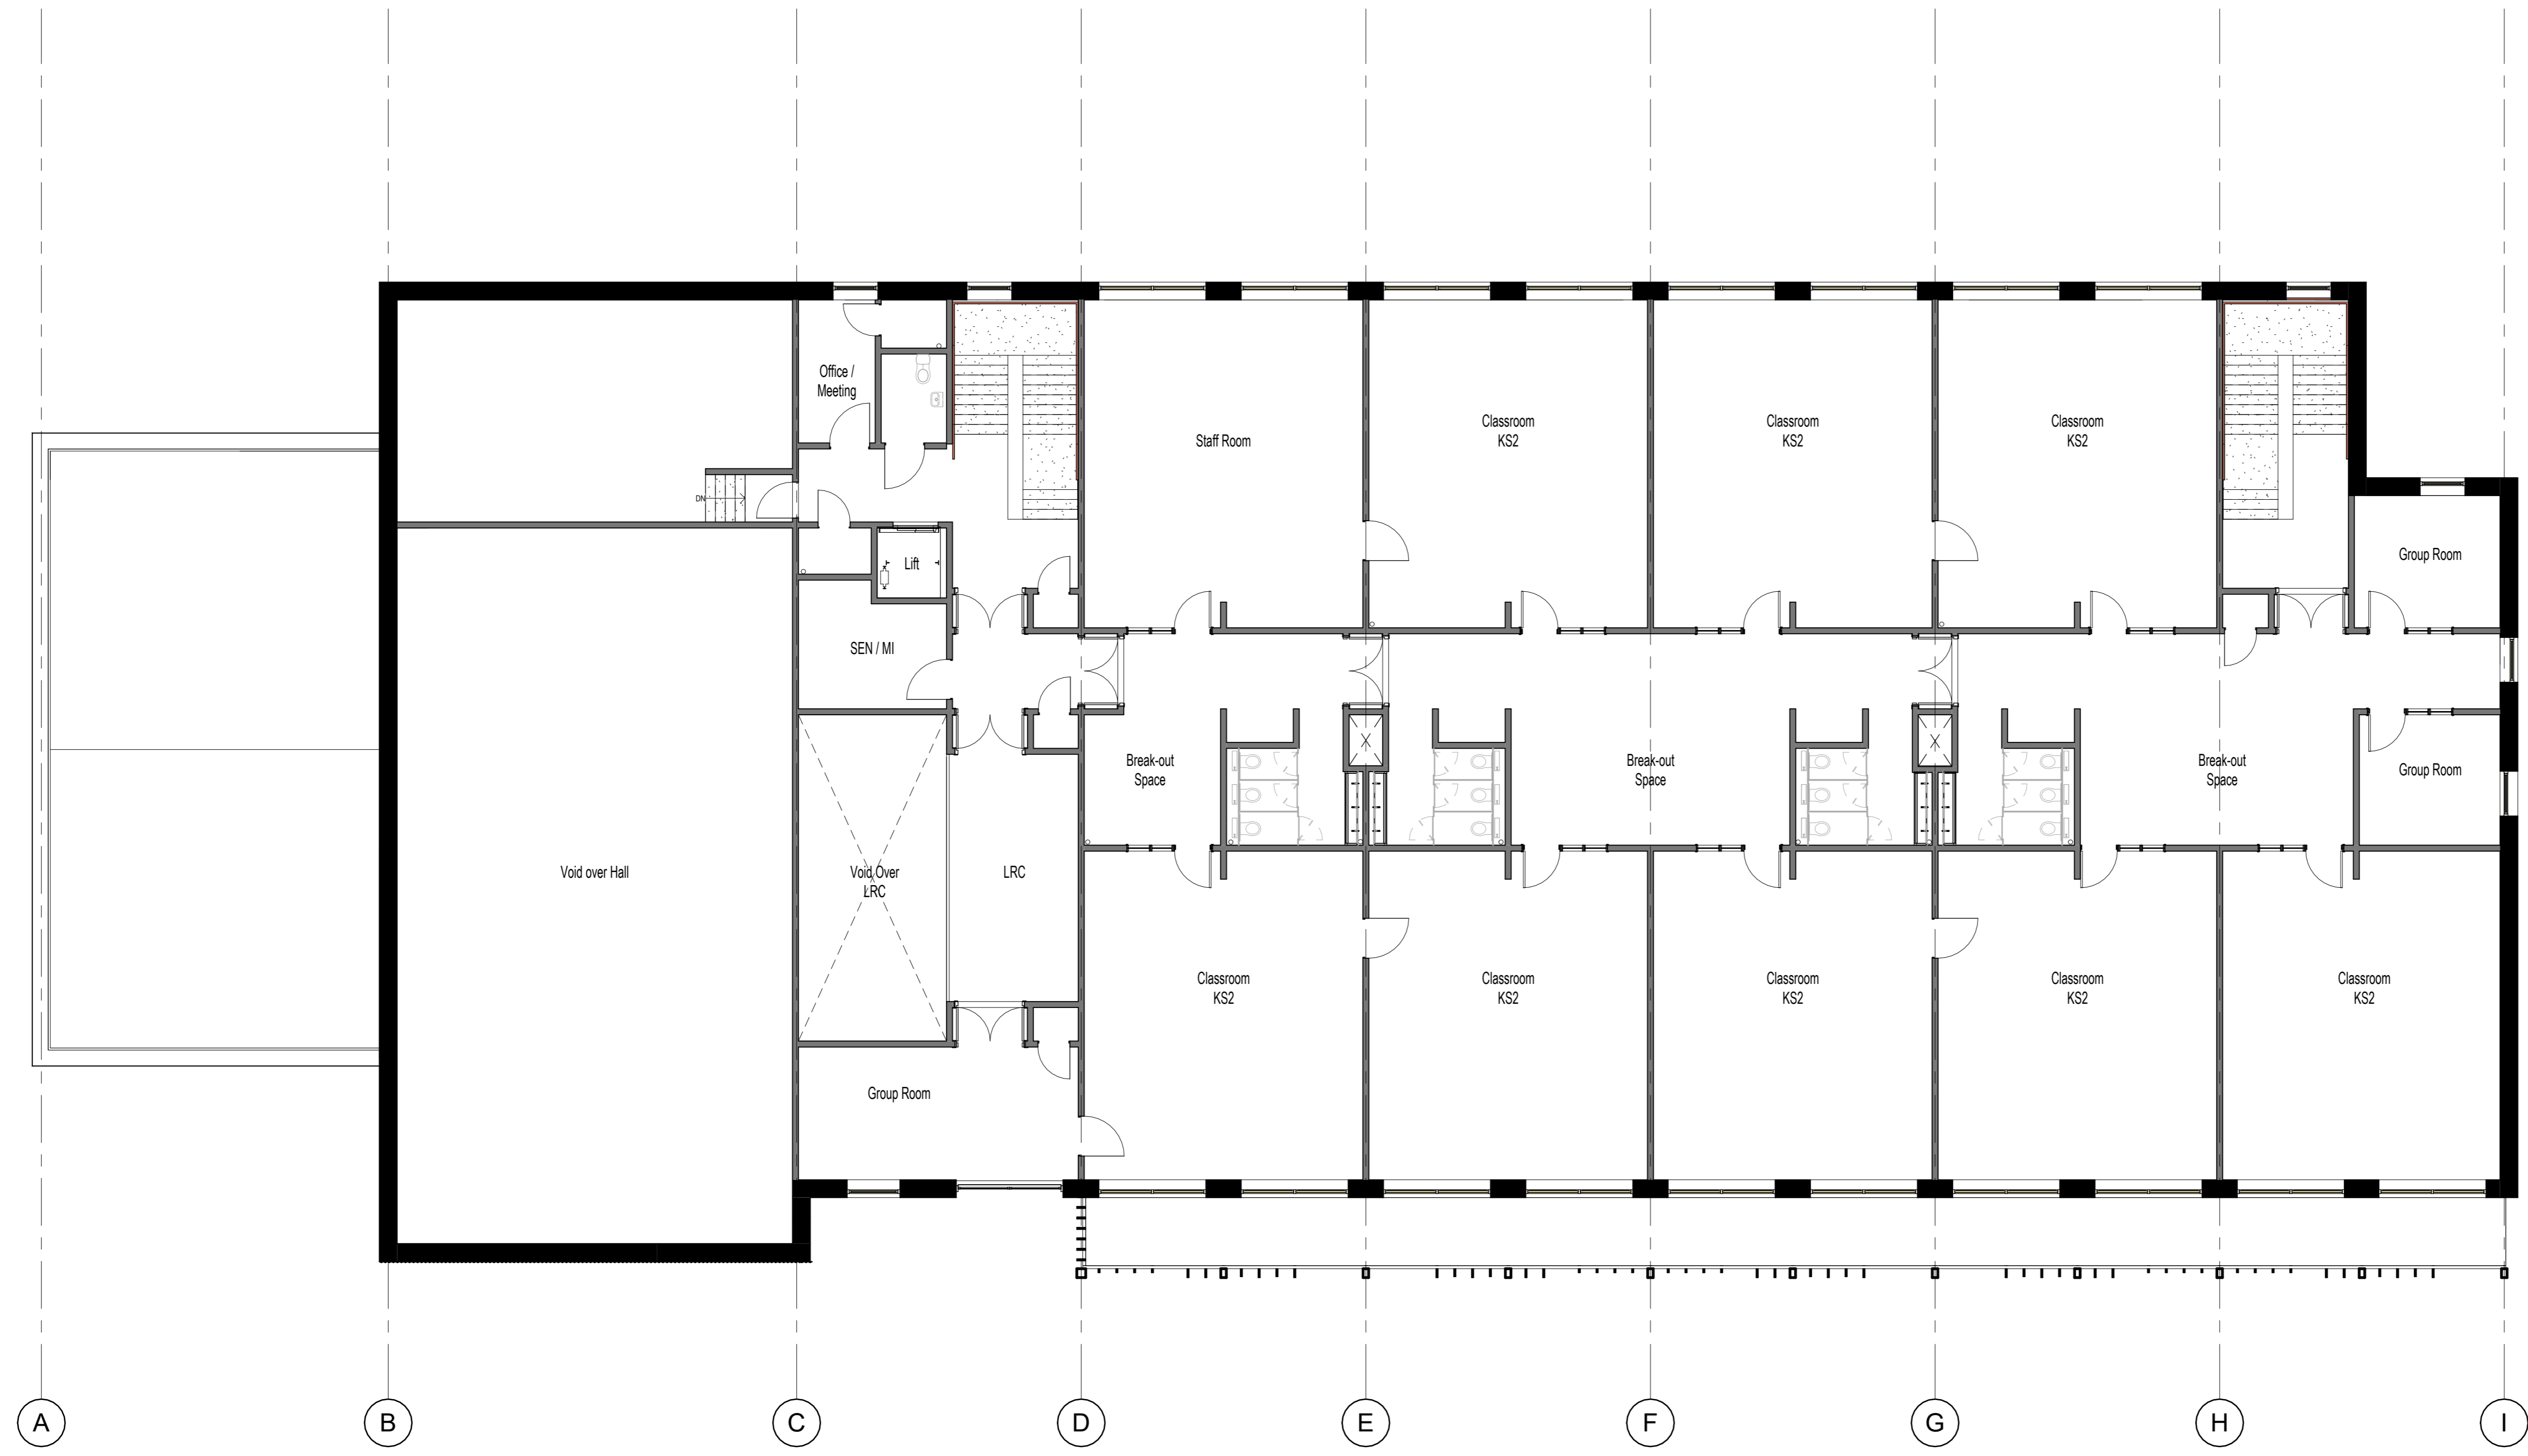 Office /
Meeting
Staff Room
Classroom
KS2
Classroom
KS2
Classroom
KS2
DN
Lift
Group Room
SEN / MI
Break-out
Space
Break-out
Space
Break-out
Space
Group Room
Void over Hall
Void Over
LRC
LRC
Classroom
KS2
Classroom
KS2
Classroom
KS2
Classroom
KS2
Classroom
KS2
Group Room
A
B
C
D
E
F
G
H
I